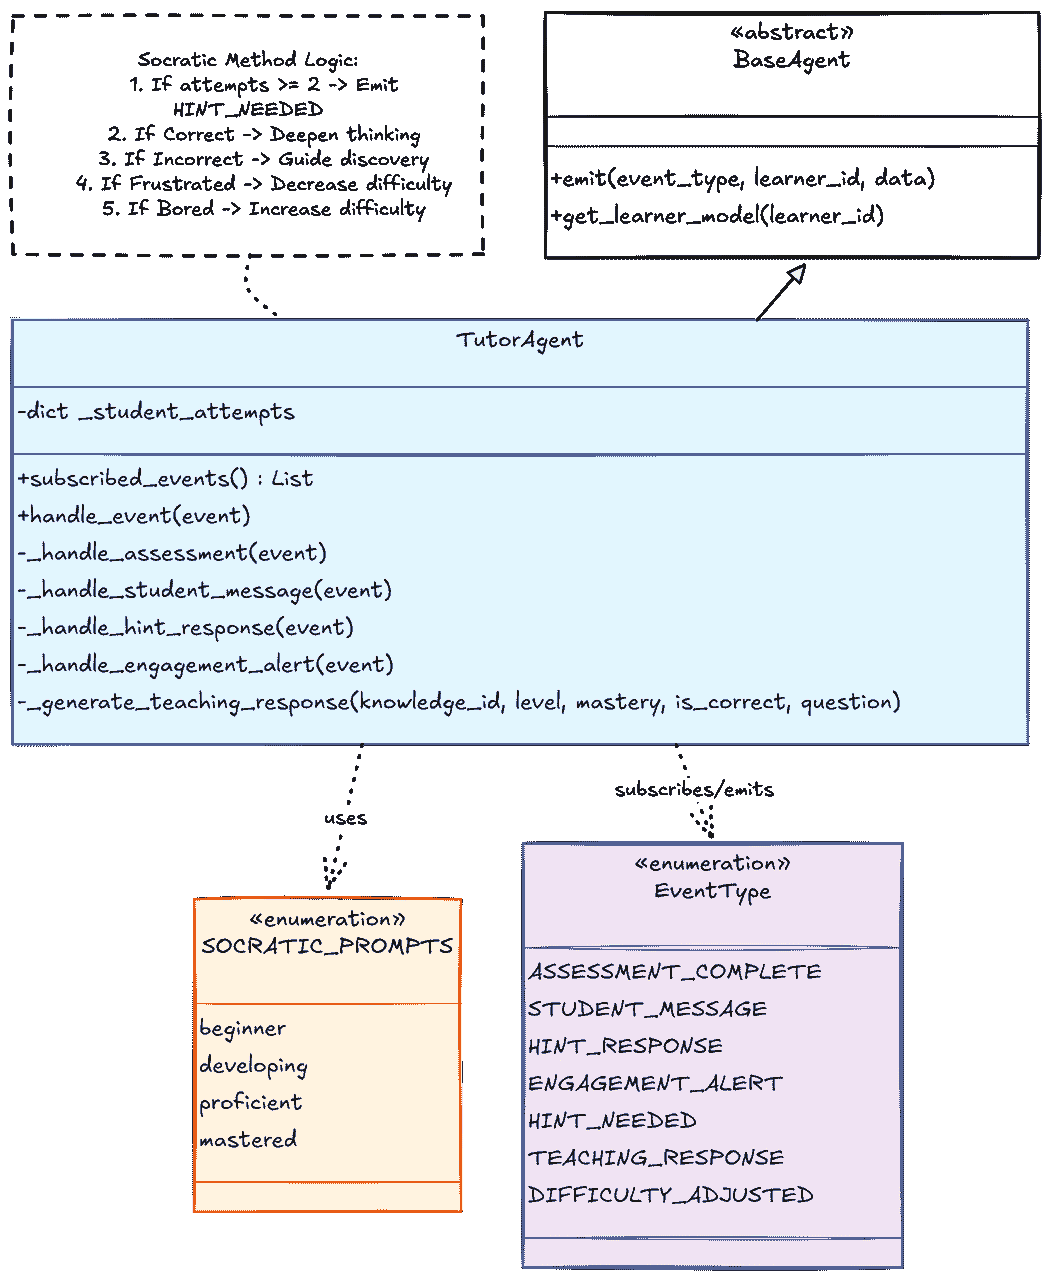 Socratic Method Logic:
1. If attempts >= 2 -> Emit
HINT_NEEDED
2. If Correct -> Deepen thinking
3. If Incorrect -> Guide discovery
4. If Frustrated -> Decrease difficulty
5. If Bored -> Increase difficulty
«abstract»
BaseAgent
+emit(event_type, learner_id, data)
+get_learner_model(learner_id)
TutorAgent
-dict _student_attempts
+subscribed_events() : List
+handle_event(event)
-_handle_assessment(event)
-_handle_student_message(event)
-_handle_hint_response(event)
-_handle_engagement_alert(event)
-_generate_teaching_response(knowledge_id, level, mastery, is_correct, question)
uses
subscribes/emits
«enumeration»
SOCRATIC_PROMPTS
beginner
developing
proficient
mastered
«enumeration»
EventType
ASSESSMENT_COMPLETE
STUDENT_MESSAGE
HINT_RESPONSE
ENGAGEMENT_ALERT
HINT_NEEDED
TEACHING_RESPONSE
DIFFICULTY_ADJUSTED